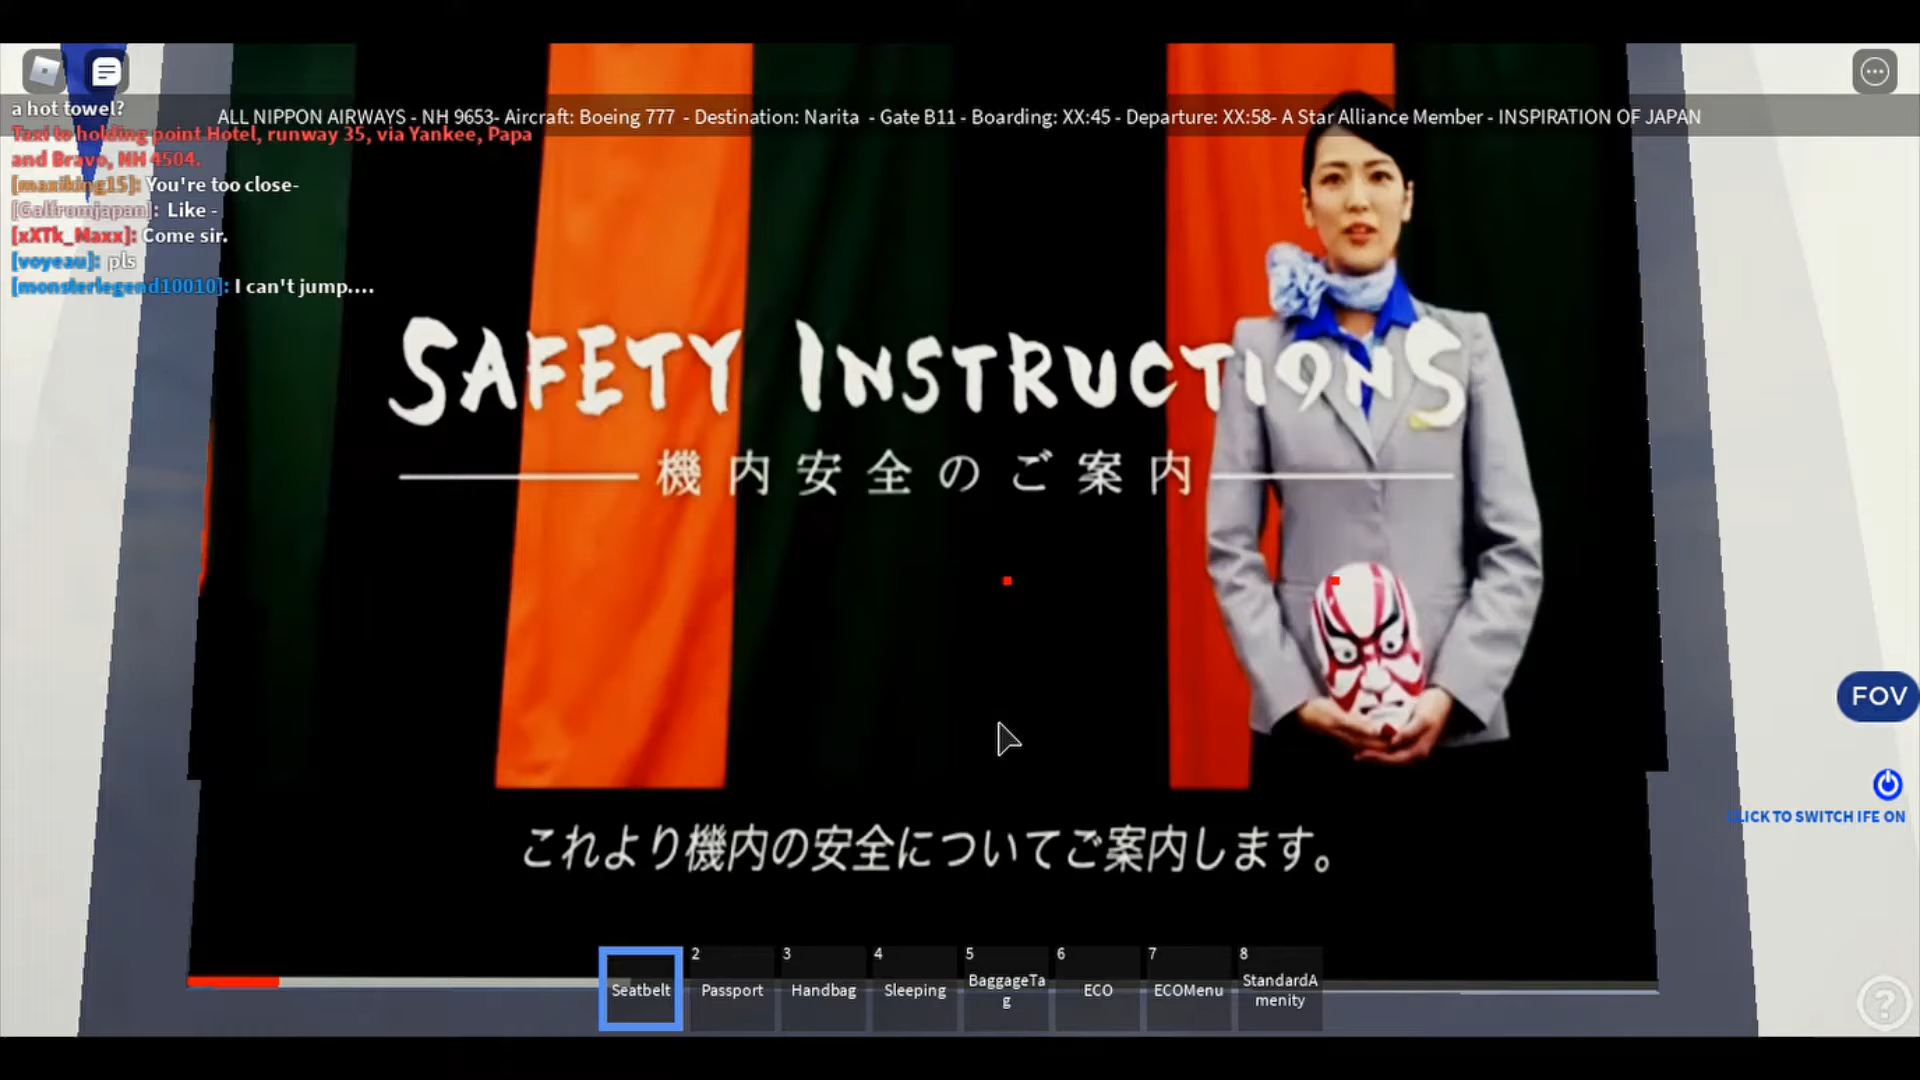 a hot towel?
ALL NIPPON AIRWAYS - NH 9653- Aircraft: Boeing 777 - Destination: Narita - Gate B11 - Boarding: XX:45 - Departure: XX:58- A Star Alliance Member - INSPIRATION OF JAPAN
Taxi to holding point Hotel, runway 35, via Yankee, Papa
and Bravo, NH 4504.
[maxiking15]: You're too close-
[Galfromjapan]: Like -
[xXTk_Maxx]: Come sir.
[voyeau]: pls
[monsterlegend10010]: I can't jump....
SAFETY INSTRUCTIONS
機内安全のご案内
FOV
CLICK TO SWITCH IFE ON
これより機内の安全についてご案内します。
Seatbelt
2 Passport
3 Handbag
4 Sleeping
5 BaggageTa
g
6 ECO
7 ECOMenu
8 StandardA
menity
?